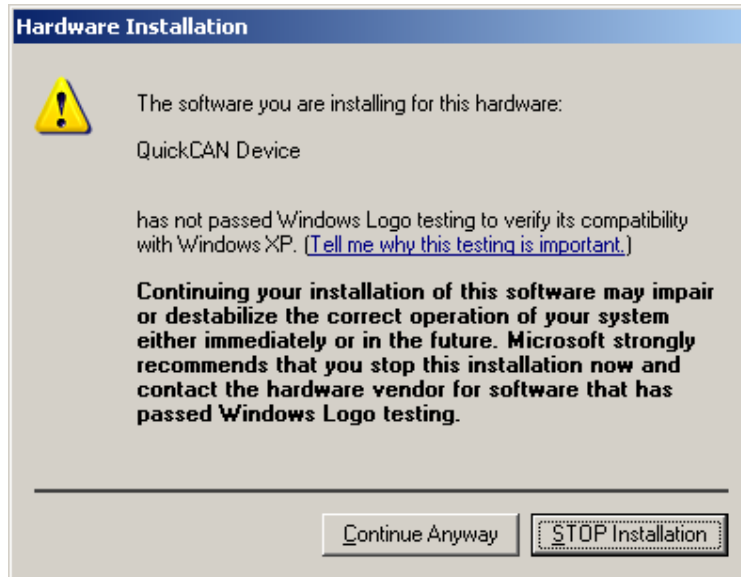 Hardware Installation
The software you are installing for this hardware:
QuickCAN Device
has not passed Windows Logo testing to verify its compatibility
with Windows XP. (Tell me why this testing is important.)
Continuing your installation of this software may impair
or destabilize the correct operation of your system
either immediately or in the future. Microsoft strongly
recommends that you stop this installation now and
contact the hardware vendor for software that has
passed Windows Logo testing.
Continue Anyway
STOP Installation